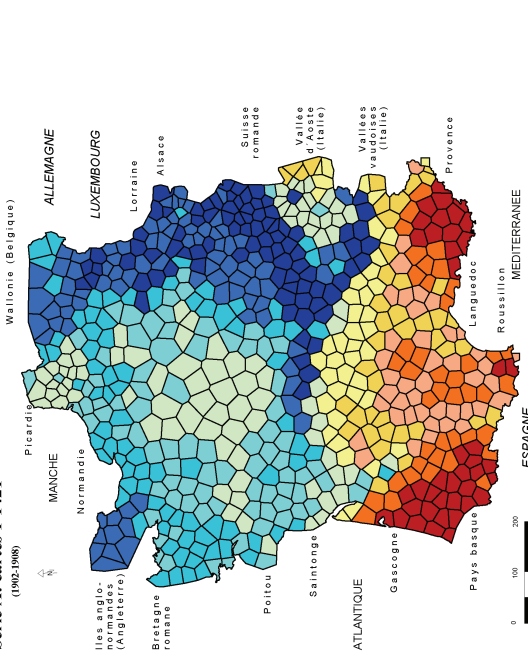 (1902-1908)
Wallonie (Belgique)
ALLEMAGNE
LUXEMBOURG
Lorraine
Alsace
Suisse
romande
Vallée
d'Aoste
(Italie)
Vallées
vaudoises
(Italie)
Provence
MEDITERRANEE
Languedoc
Roussillon
ESPAGNE
Picardie
MANCHE
Normandie
Iles anglo-
normandes
(Angleterre)
Bretagne
romane
Poitou
Saintonge
ATLANTIQUE
Gascogne
Pays basque
N
0 100 200